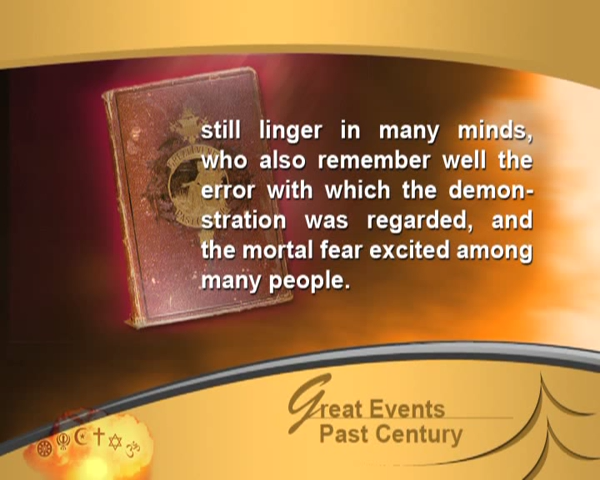 still linger in many minds,
who also remember well the
error with which the demon-
stration was regarded, and
the mortal fear excited among
many people.
Great Events
Past Century